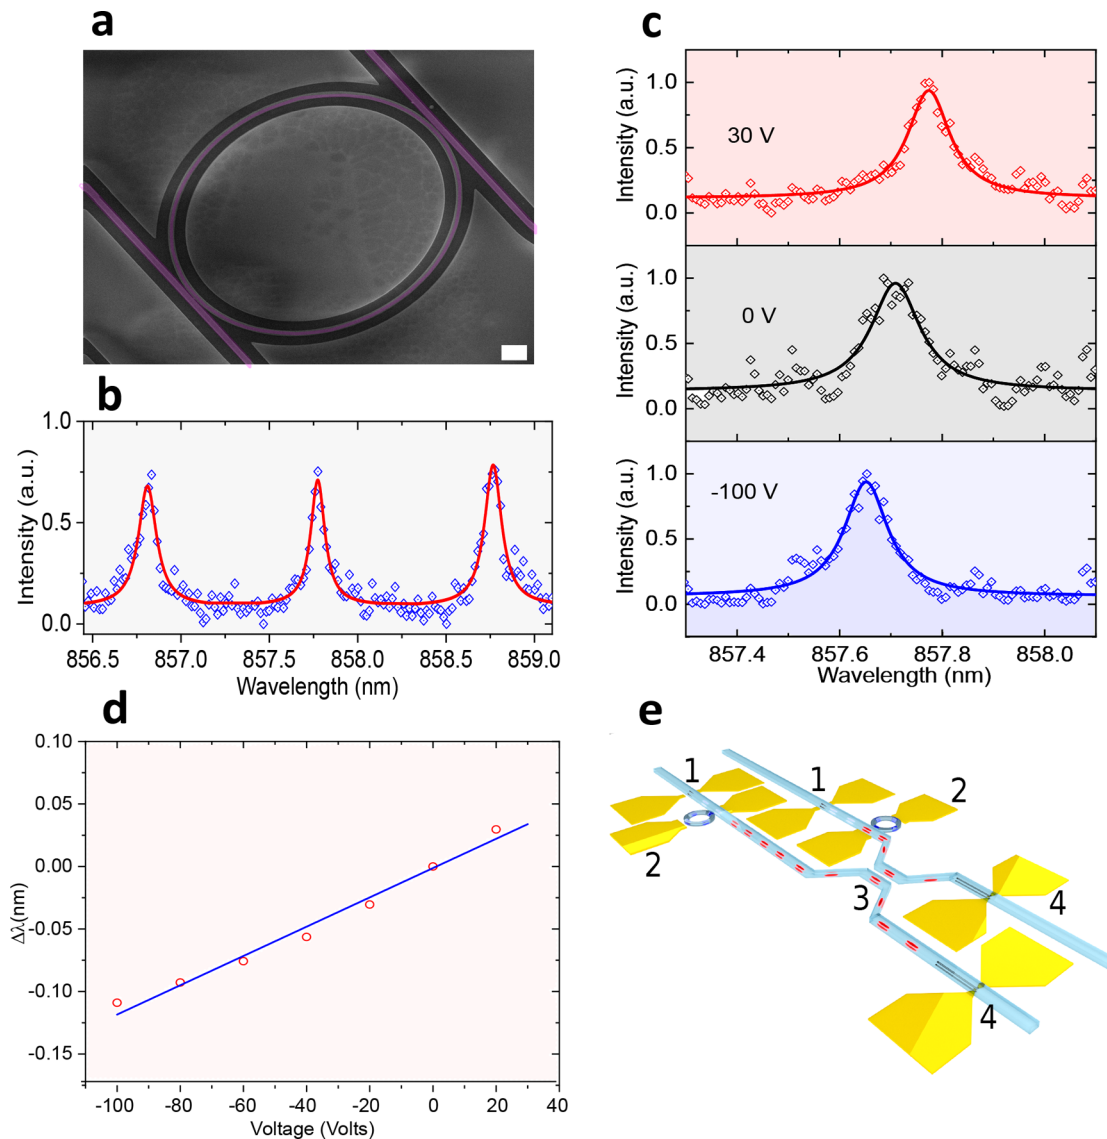 a
b
1.0
0.5
0.0
Intensity (a.u.)
856.5 857.0 857.5 858.0 858.5 859.0
Wavelength (nm)
c
30 V
1.0
0.5
0.0
Intensity (a.u.)
0 V
1.0
0.5
0.0
Intensity (a.u.)
-100 V
1.0
0.5
0.0
Intensity (a.u.)
857.4 857.6 857.8 858.0
Wavelength (nm)
d
0.10
0.05
0.00
-0.05
-0.10
-0.15
Δλ(nm)
-100 -80 -60 -40 -20 0 20 40
Voltage (Volts)
e
1
1
2
2
3
4
4